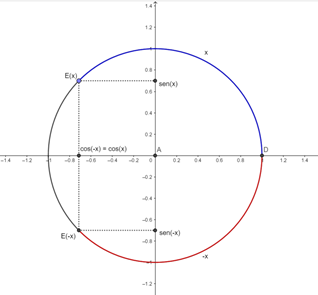 1.4
1.2
1
x
E(x)
0.8
sen(x)
0.6
0.4
0.2
cos(-x) = cos(x)
A
D
-1.4 -1.2 -1 -0.8 -0.6 -0.4 -0.2 0 0.2 0.4 0.6 0.8 1 1.2 1.4
-0.2
-0.4
-0.6
E(-x)
sen(-x)
-0.8
-1
-x
-1.2